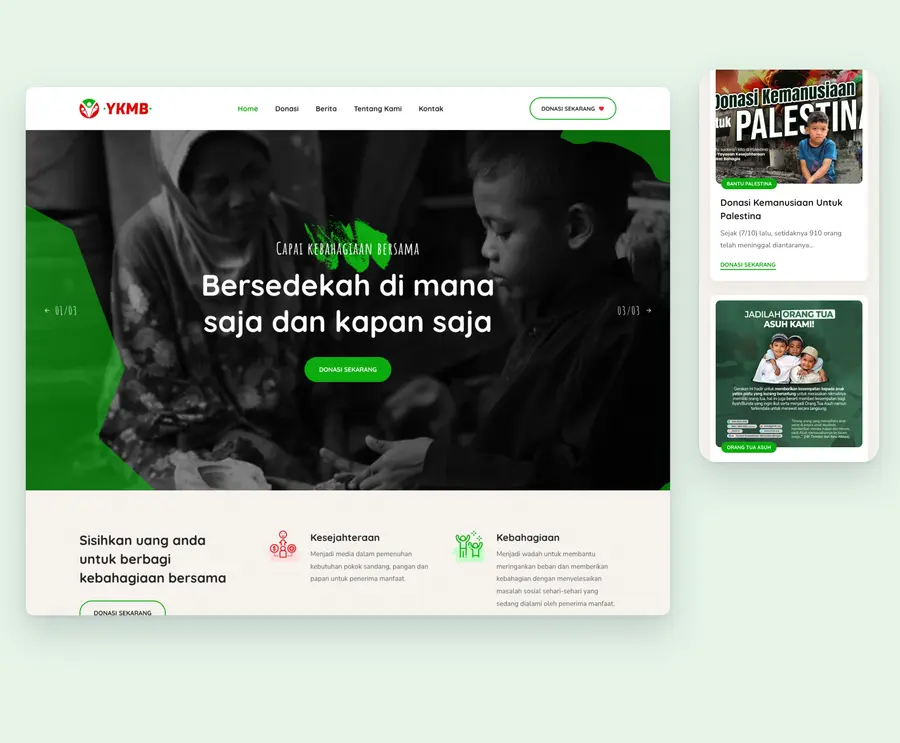 YKMB
Home Donasi Berita Tentang Kami Kontak
DONASI SEKARANG
Capai kebahagiaan bersama
Bersedekah di mana
saja dan kapan saja
← 01/03
03/03 →
DONASI SEKARANG
Sisihkan uang anda
untuk berbagi
kebahagiaan bersama
DONASI SEKARANG
Kesejahteraan
Menjadi media dalam pemenuhan
kebutuhan pokok sandang, pangan dan
papan untuk penerima manfaat.
Kebahagiaan
Menjadi wadah untuk membantu
meringankan beban dan memberikan
kebahagian dengan menyelesaikan
masalah sosial sehari-sehari yang
sedang dialami oleh penerima manfaat.
Donasi Kemanusiaan
tuk PALESTINA
BANTU PALESTINA
Donasi Kemanusiaan Untuk
Palestina
Sejak (7/10) lalu, setidaknya 910 orang
telah meninggal diantaranya...
DONASI SEKARANG
JADILAH ORANG TUA
ASUH KAMI!
ORANG TUA ASUH